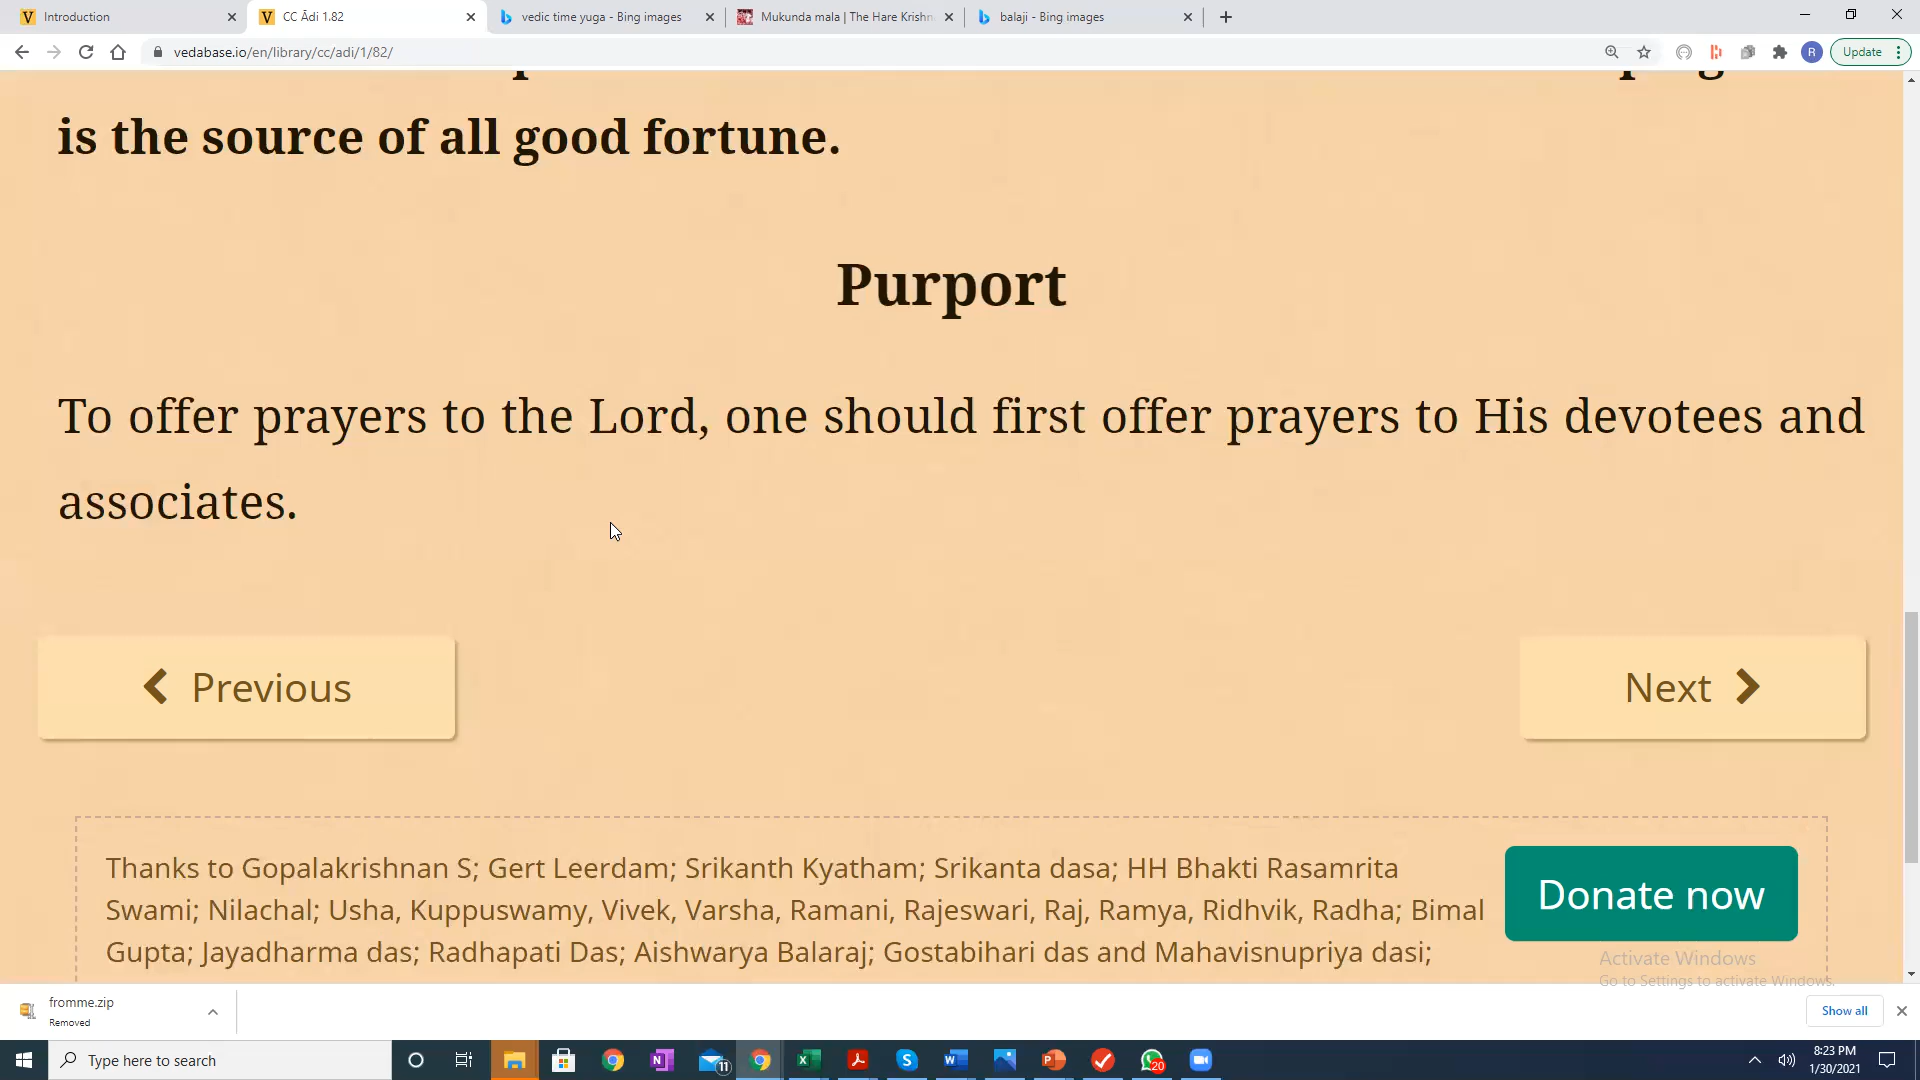 Introduction
CC Ādi 1.82
vedic time yuga - Bing images
Mukunda mala | The Hare Krishn
balaji - Bing images
vedabase.io/en/library/cc/adi/1/82/
R
Update
is the source of all good fortune.
Purport
To offer prayers to the Lord, one should first offer prayers to His devotees and
associates.
Previous
Next
Thanks to Gopalakrishnan S; Gert Leerdam; Srikanth Kyatham; Srikanta dasa; HH Bhakti Rasamrita
Swami; Nilachal; Usha, Kuppuswamy, Vivek, Varsha, Ramani, Rajeswari, Raj, Ramya, Ridhvik, Radha; Bimal
Gupta; Jayadharma das; Radhapati Das; Aishwarya Balaraj; Gostabihari das and Mahavisnupriya dasi;
Donate now
Activate Windows
Go to Settings to activate Windows.
fromme.zip
Removed
Show all
Type here to search
11
20
8:23 PM
1/30/2021